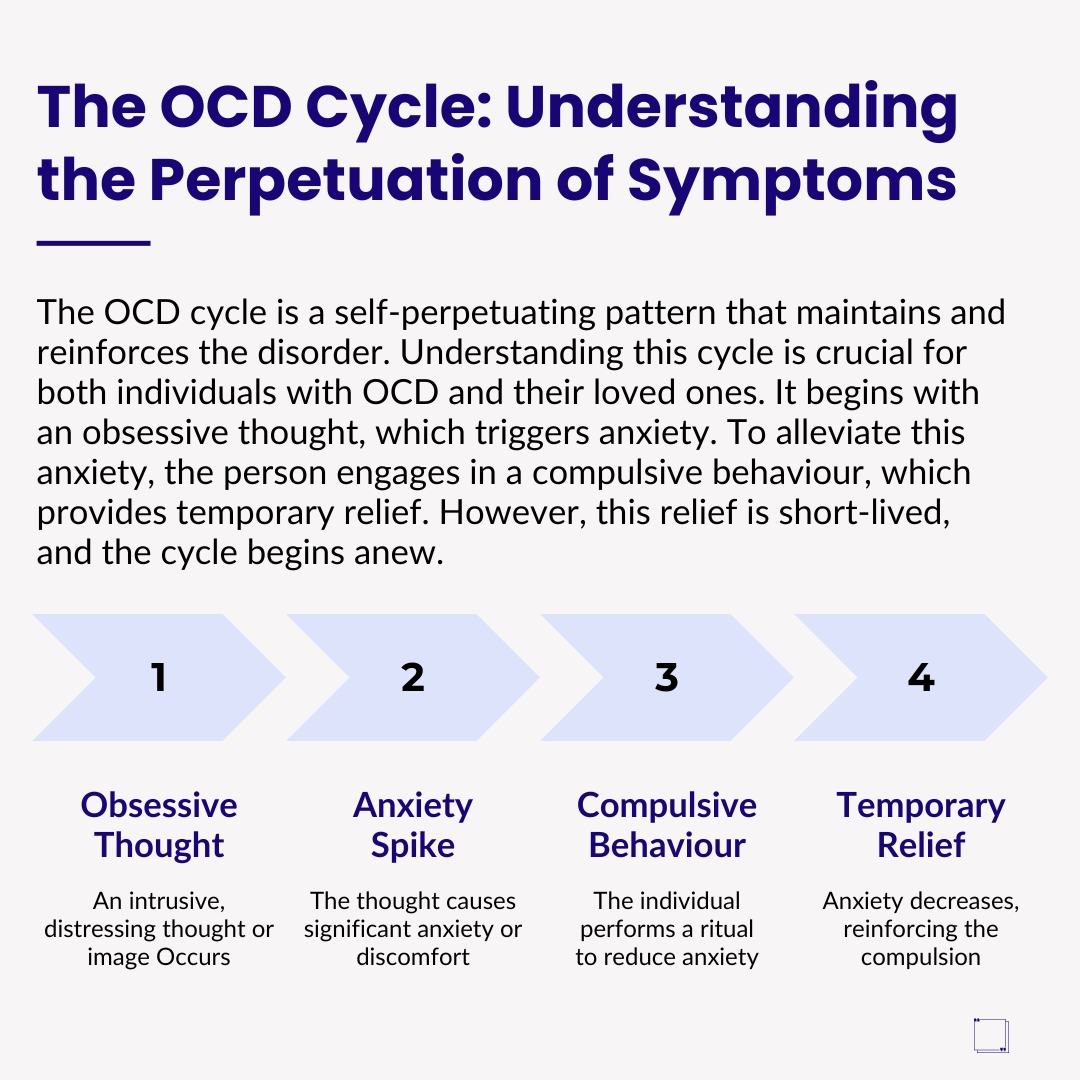 The OCD Cycle: Understanding
the Perpetuation of Symptoms
The OCD cycle is a self-perpetuating pattern that maintains and
reinforces the disorder. Understanding this cycle is crucial for
both individuals with OCD and their loved ones. It begins with
an obsessive thought, which triggers anxiety. To alleviate this
anxiety, the person engages in a compulsive behaviour, which
provides temporary relief. However, this relief is short-lived,
and the cycle begins anew.
1
2
3
4
Obsessive
Thought
An intrusive,
distressing thought or
image Occurs
Anxiety
Spike
The thought causes
significant anxiety or
discomfort
Compulsive
Behaviour
The individual
performs a ritual
to reduce anxiety
Temporary
Relief
Anxiety decreases,
reinforcing the
compulsion